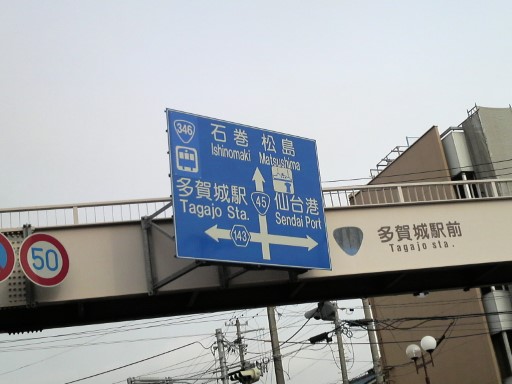 346
石巻 松島
Ishinomaki Matsushima
多賀城駅
Tagajo Sta.
45
仙台港
Sendai Port
143
多賀城駅前
Tagajo sta.
50